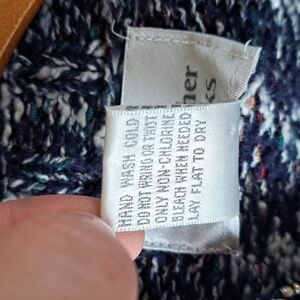 HAND WASH COLD
DO NOT WRING OR TWIST
ONLY NON-CHLORINE
BLEACH WHEN NEEDED
LAY FLAT TO DRY